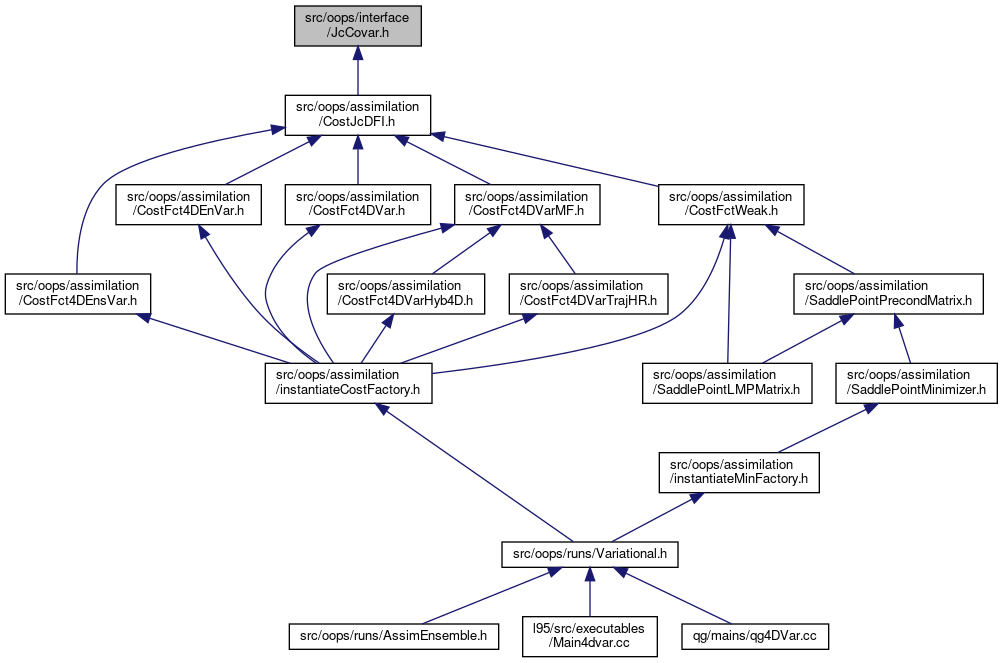 src/oops/interface
/JcCovar.h
src/oops/assimilation
/CostJcDFI.h
src/oops/assimilation
/CostFct4DEnVar.h
src/oops/assimilation
/CostFct4DVar.h
src/oops/assimilation
/CostFct4DVarMF.h
src/oops/assimilation
/CostFctWeak.h
src/oops/assimilation
/CostFct4DEnsVar.h
src/oops/assimilation
/CostFct4DVarHyb4D.h
src/oops/assimilation
/CostFct4DVarTrajHR.h
src/oops/assimilation
/SaddlePointPrecondMatrix.h
src/oops/assimilation
/instantiateCostFactory.h
src/oops/assimilation
/SaddlePointLMPMatrix.h
src/oops/assimilation
/SaddlePointMinimizer.h
src/oops/assimilation
/instantiateMinFactory.h
src/oops/runs/Variational.h
src/oops/runs/AssimEnsemble.h
l95/src/executables
/Main4dvar.cc
qg/mains/qg4DVar.cc